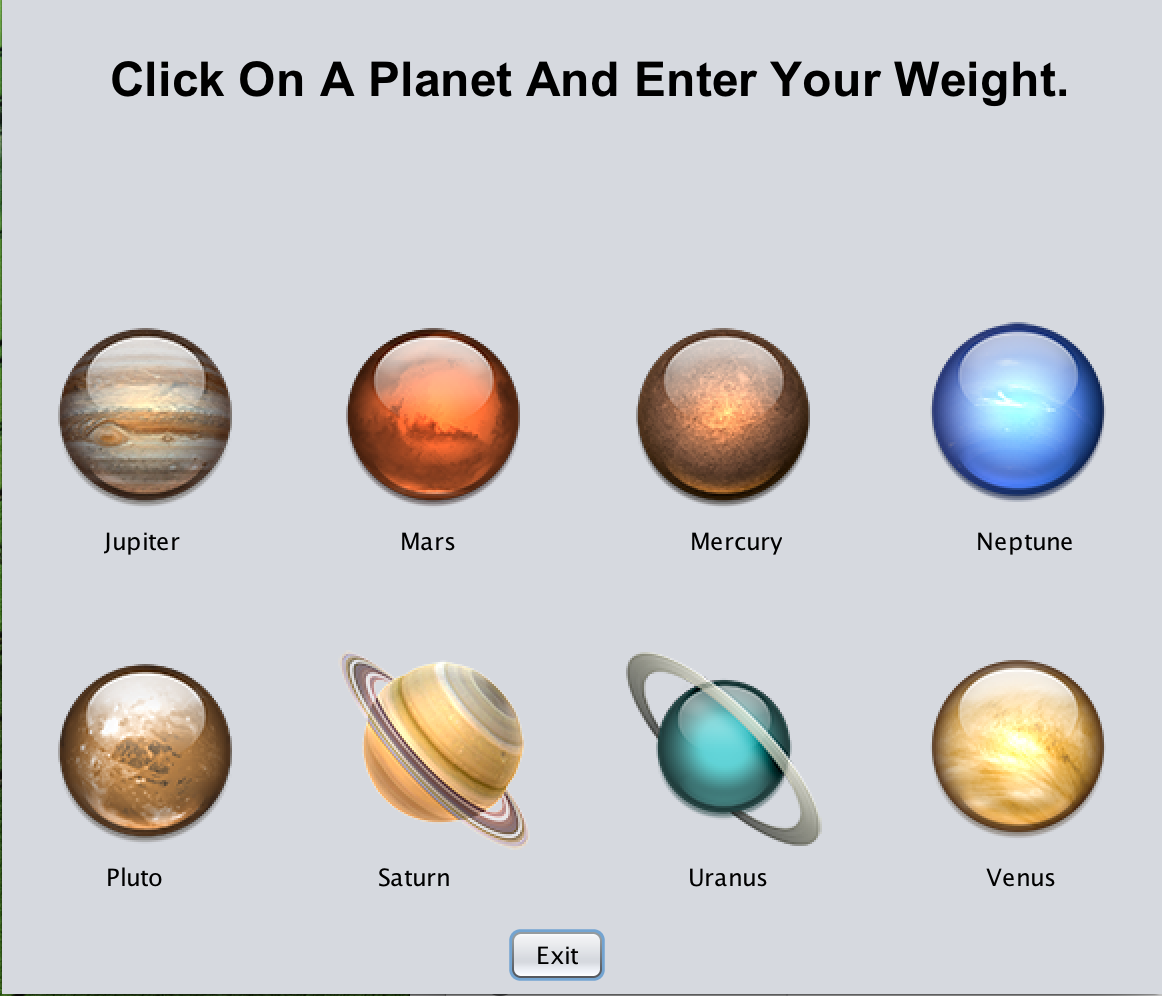 Click On A Planet And Enter Your Weight.
Jupiter
Mars
Mercury
Neptune
Pluto
Saturn
Uranus
Venus
Exit